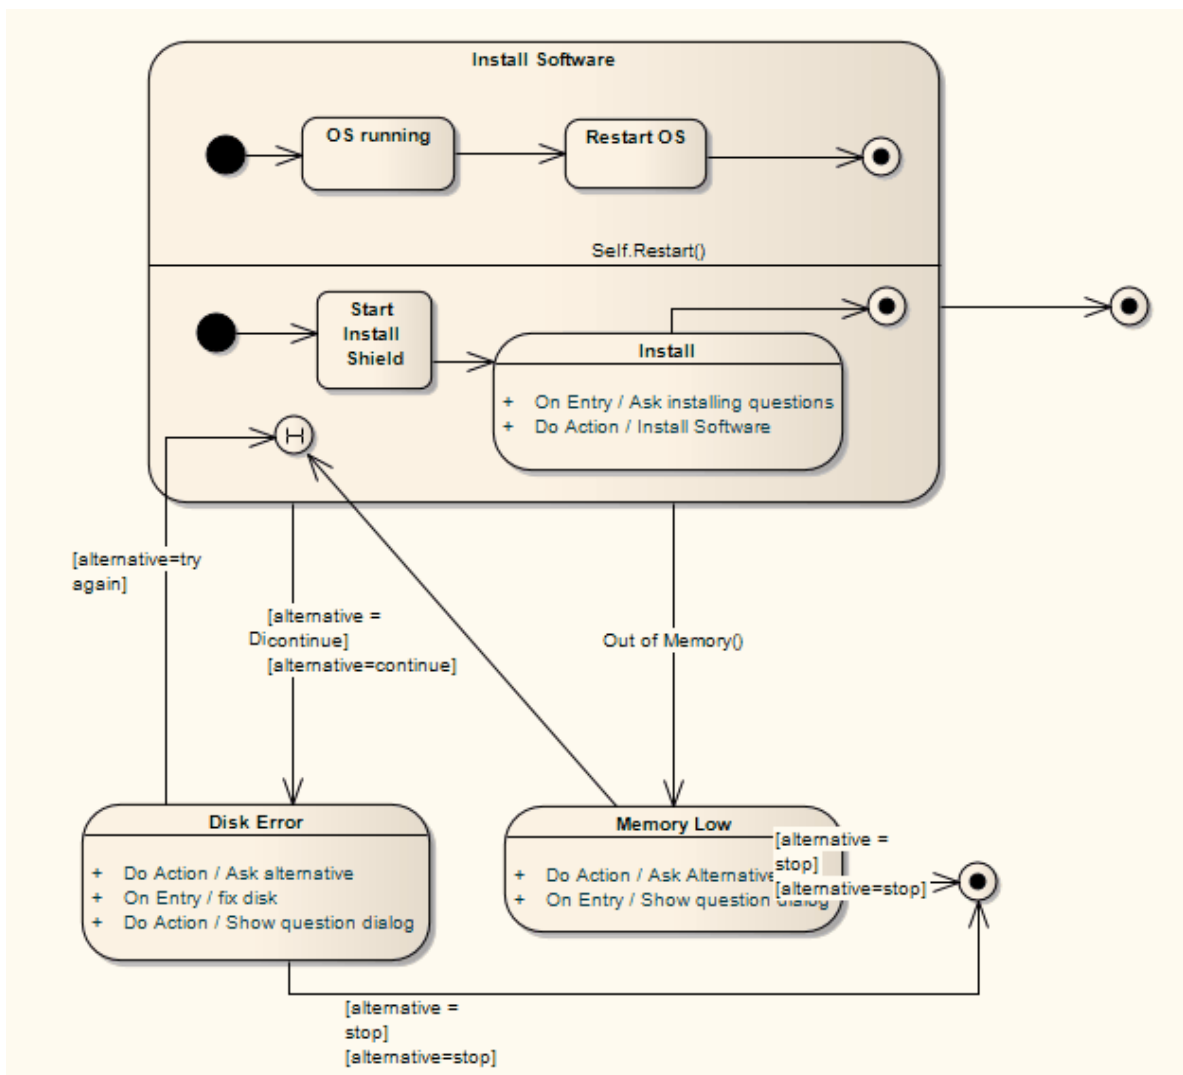 Install Software
OS running
Restart OS
Self.Restart()
Start
Install
Shield
Install
+ On Entry / Ask installing questions
+ Do Action / Install Software
H
[alternative=try
again]
[alternative =
Dicontinue]
[alternative=continue]
Out of Memory()
Disk Error
+ Do Action / Ask alternative
+ On Entry / fix disk
+ Do Action / Show question dialog
Memory Low
+ Do Action / Ask Alternative
+ On Entry / Show question dialog
[alternative =
stop]
[alternative=stop]
[alternative =
stop]
[alternative=stop]